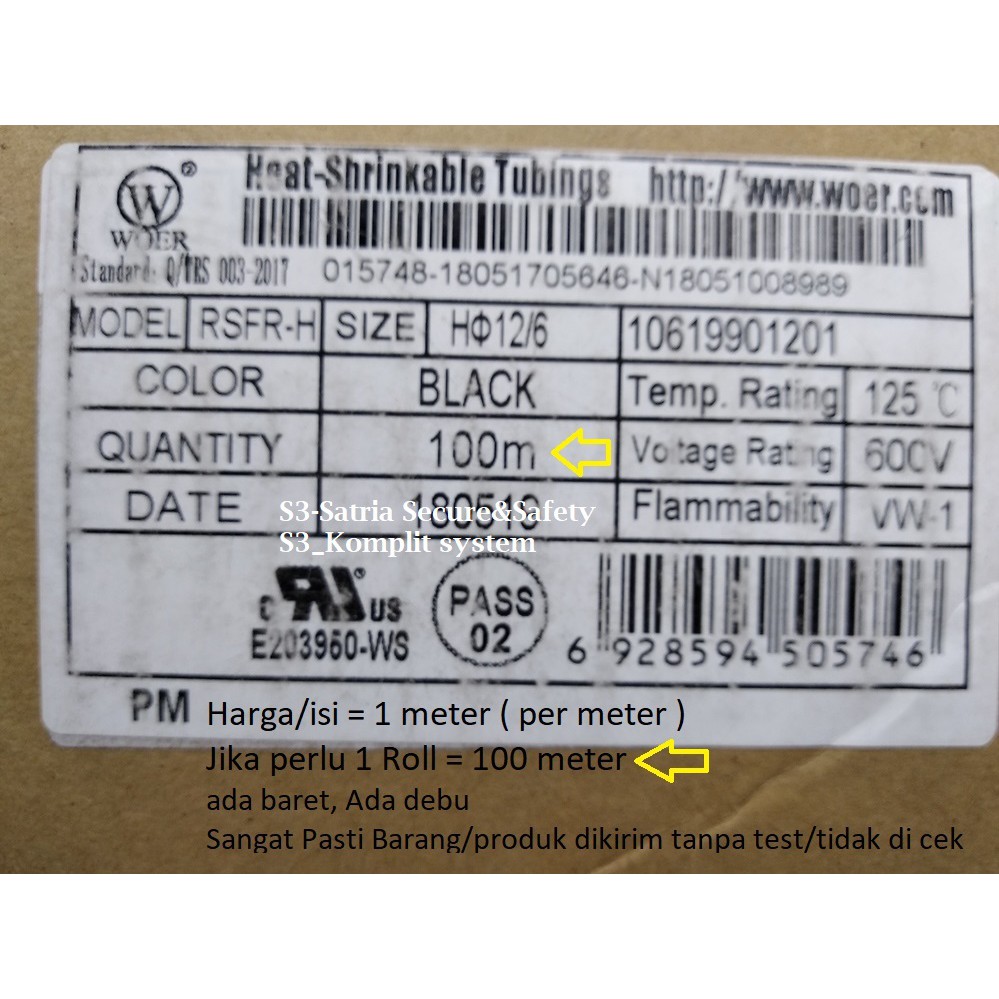 W®
WOER
Heat-Shrinkable Tubings http://www.woer.com
Standard: Q/WRS 003-2017 015748-18051705646-N18051008989
MODEL RSFR-H SIZE HΦ12/6 10619901201
COLOR BLACK Temp. Rating 125 ℃
QUANTITY 100m Voltage Rating 600V
DATE Flammability VW-1
S3-Satria Secure&Safety
S3_Komplit system
c RU® US
E203960-WS
PASS
02
6 928594 505746
PM
Harga/isi = 1 meter ( per meter )
Jika perlu 1 Roll = 100 meter
ada baret, Ada debu
Sangat Pasti Barang/produk dikirim tanpa test/tidak di cek